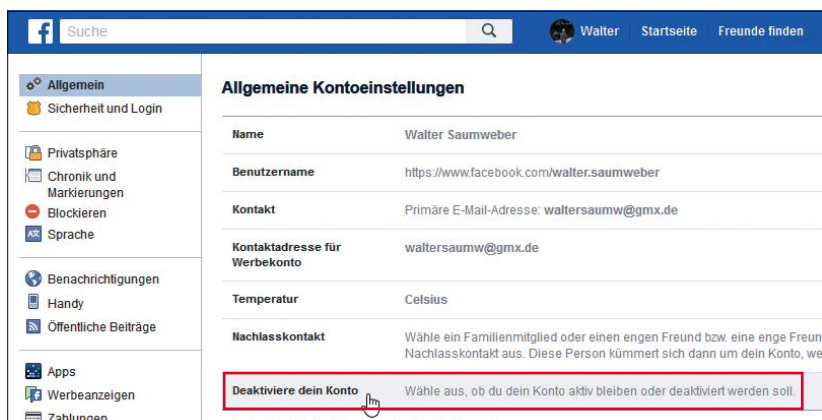 f Suche Walter Startseite Freunde finden
Allgemein
Sicherheit und Login
Privatsphäre
Chronik und
Markierungen
Blockieren
Sprache
Benachrichtigungen
Handy
Öffentliche Beiträge
Apps
Werbeanzeigen
Zahlungen
Allgemeine Kontoeinstellungen
Name Walter Saumweber
Benutzername https://www.facebook.com/walter.saumweber
Kontakt Primäre E-Mail-Adresse: waltersaumw@gmx.de
Kontaktadresse für waltersaumw@gmx.de
Werbekonto
Temperatur Celsius
Nachlasskontakt Wähle ein Familienmitglied oder einen engen Freund bzw. eine enge Freun
Nachlasskontakt aus. Diese Person kümmert sich dann um dein Konto, we
Deaktiviere dein Konto Wähle aus, ob du dein Konto aktiv bleiben oder deaktiviert werden soll.